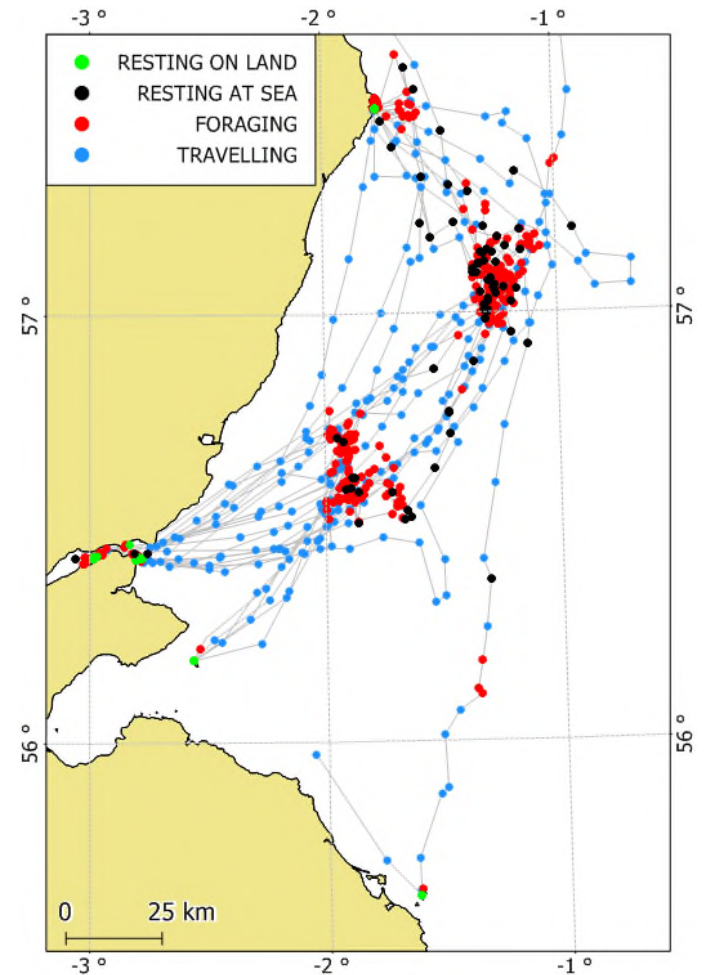 -3 °
-2 °
-1 °
RESTING ON LAND
RESTING AT SEA
FORAGING
TRAVELLING
57 °
57 °
56 °
56 °
0
25 km
-3 °
-2 °
-1 °